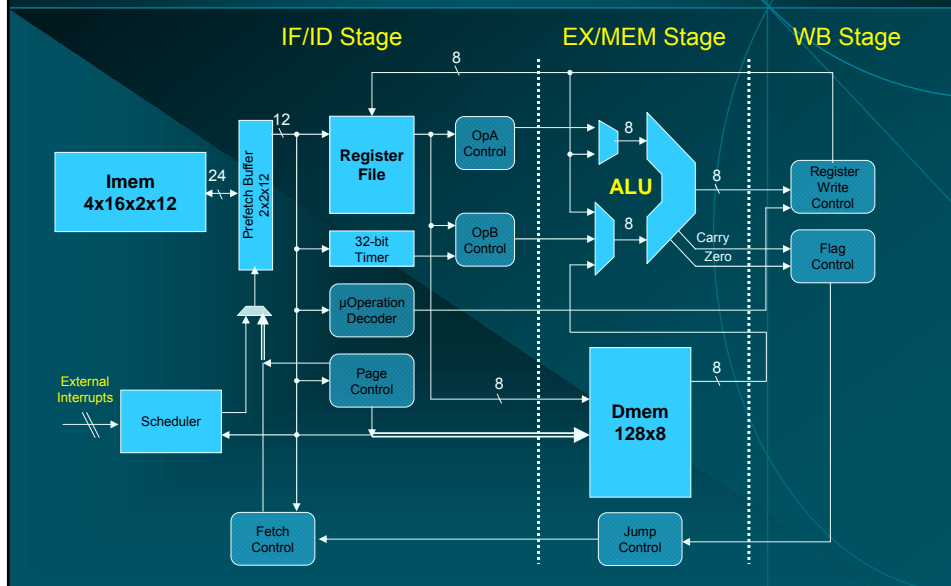 IF/ID Stage
EX/MEM Stage
WB Stage
8
12
Imem
4x16x2x12
24
Prefetch Buffer
2x2x12
Register
File
OpA
Control
OpB
Control
32-bit
Timer
µOperation
Decoder
Page
Control
External
Interrupts
Scheduler
Fetch
Control
8
8
ALU
8
Carry
Zero
8
Dmem
128x8
8
Jump
Control
Register
Write
Control
Flag
Control